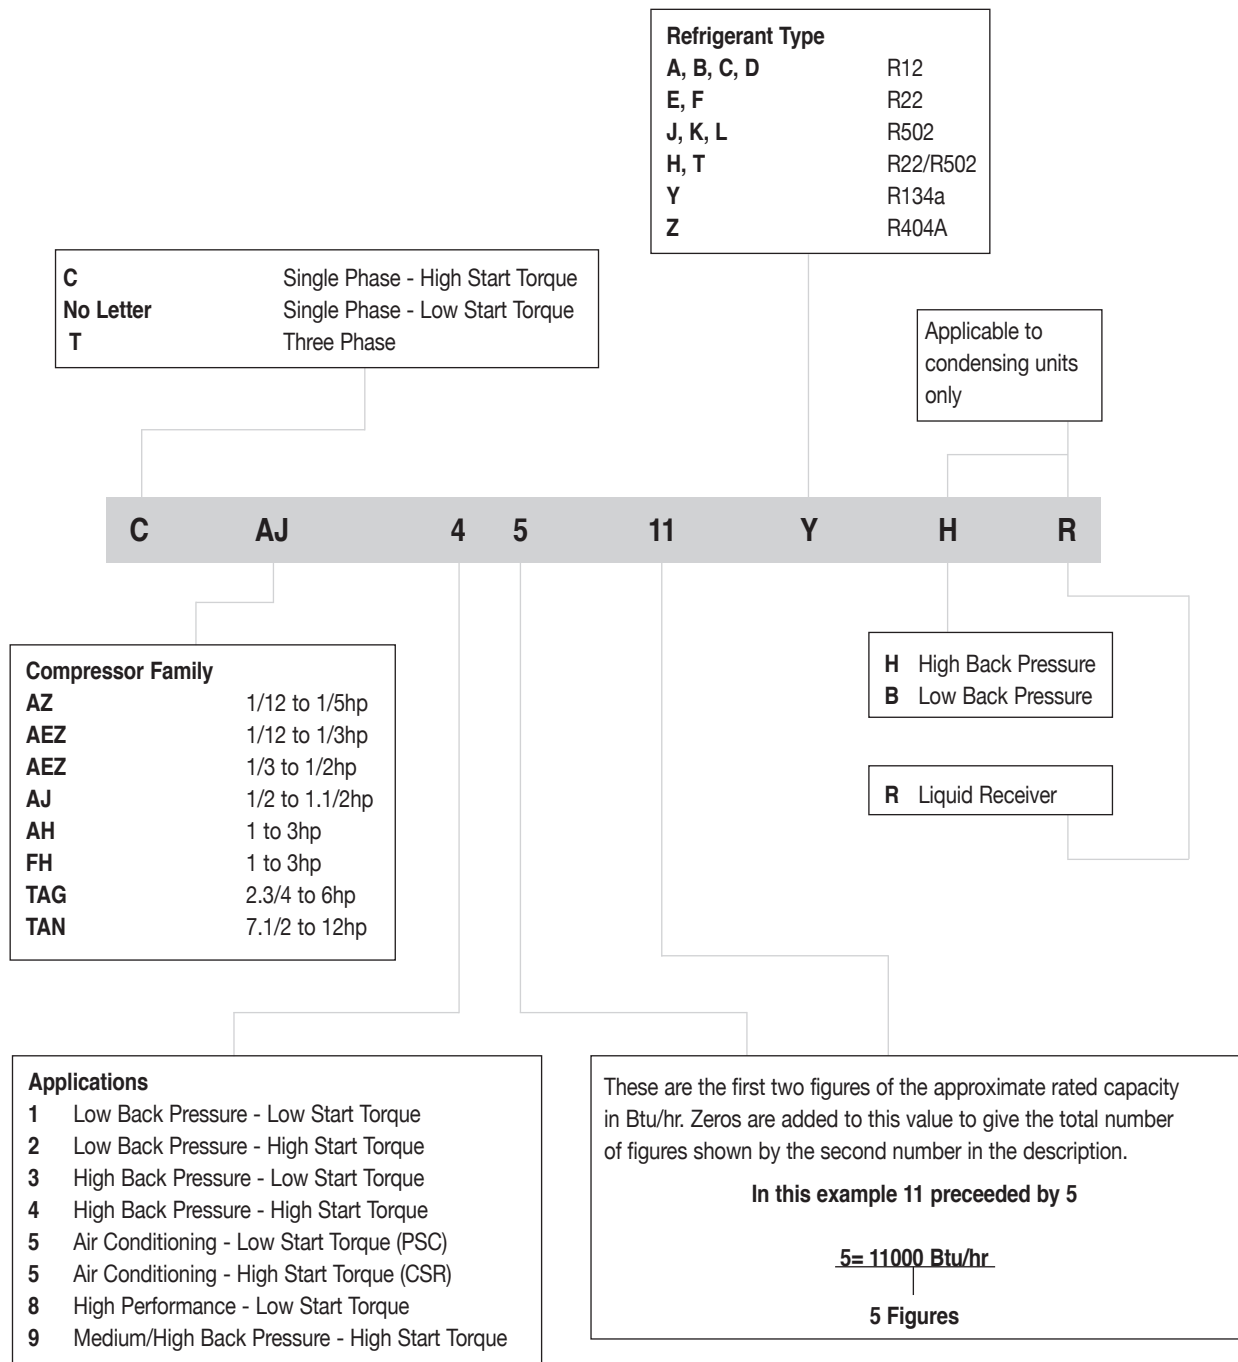 Refrigerant Type
A, B, C, D R12
E, F R22
J, K, L R502
H, T R22/R502
Y R134a
Z R404A
C Single Phase - High Start Torque
No Letter Single Phase - Low Start Torque
T Three Phase
Applicable to
condensing units
only
C AJ 4 5 11 Y H R
Compressor Family
AZ 1/12 to 1/5hp
AEZ 1/12 to 1/3hp
AEZ 1/3 to 1/2hp
AJ 1/2 to 1.1/2hp
AH 1 to 3hp
FH 1 to 3hp
TAG 2.3/4 to 6hp
TAN 7.1/2 to 12hp
H High Back Pressure
B Low Back Pressure
R Liquid Receiver
Applications
1 Low Back Pressure - Low Start Torque
2 Low Back Pressure - High Start Torque
3 High Back Pressure - Low Start Torque
4 High Back Pressure - High Start Torque
5 Air Conditioning - Low Start Torque (PSC)
5 Air Conditioning - High Start Torque (CSR)
8 High Performance - Low Start Torque
9 Medium/High Back Pressure - High Start Torque
These are the first two figures of the approximate rated capacity
in Btu/hr. Zeros are added to this value to give the total number
of figures shown by the second number in the description.
In this example 11 preceeded by 5
5= 11000 Btu/hr
5 Figures